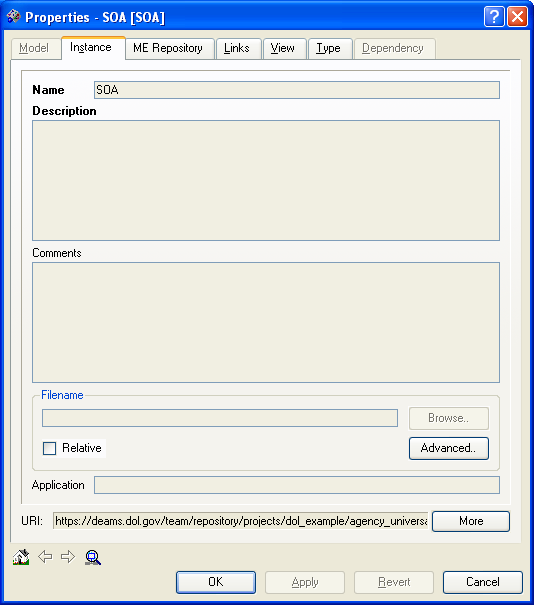 Properties - SOA [SOA]
Model Instance ME Repository Links View Type Dependency
Name SOA
Description
Comments
Filename
Browse..
Relative Advanced..
Application
URI: https://deams.dol.gov/team/repository/projects/dol_example/agency_univers More
OK Apply Revert Cancel